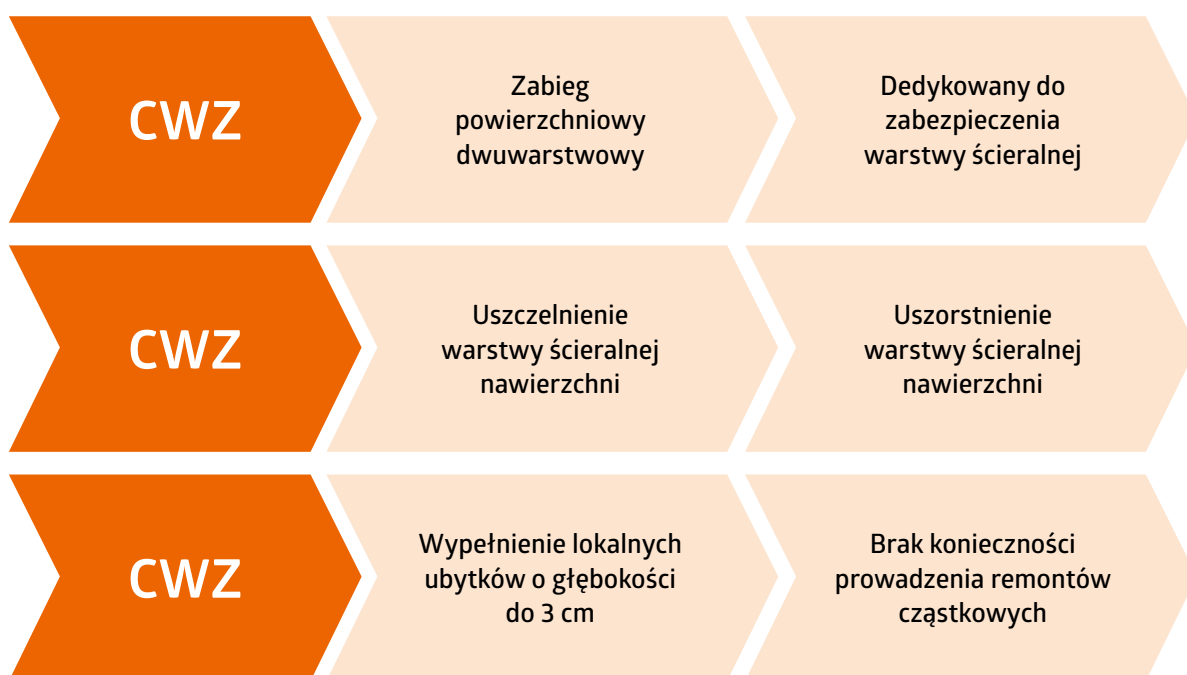 CWZ
Zabieg
powierzchniowy
dwuwarstwowy
Dedykowany do
zabezpieczenia
warstwy ścieralnej
CWZ
Uszczelnienie
warstwy ścieralnej
nawierzchni
Uszorstnienie
warstwy ścieralnej
nawierzchni
CWZ
Wypełnienie lokalnych
ubytków o głębokości
do 3 cm
Brak konieczności
prowadzenia remontów
cząstkowych